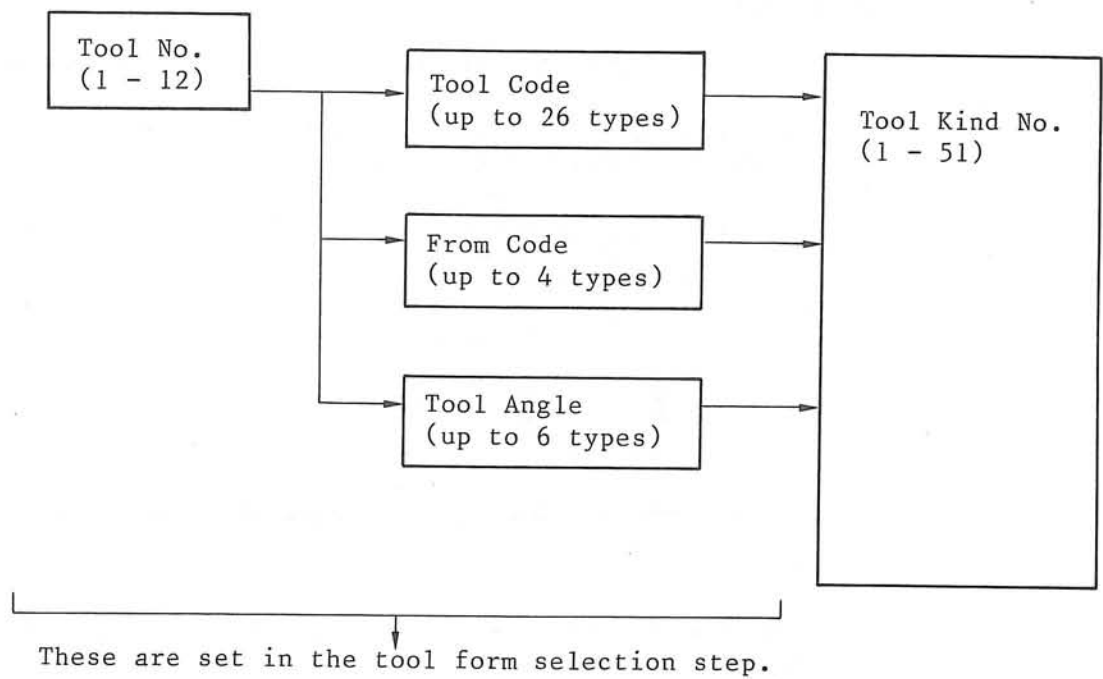 Tool No.
(1 - 12)
Tool Code
(up to 26 types)
From Code
(up to 4 types)
Tool Angle
(up to 6 types)
Tool Kind No.
(1 - 51)
These are set in the tool form selection step.